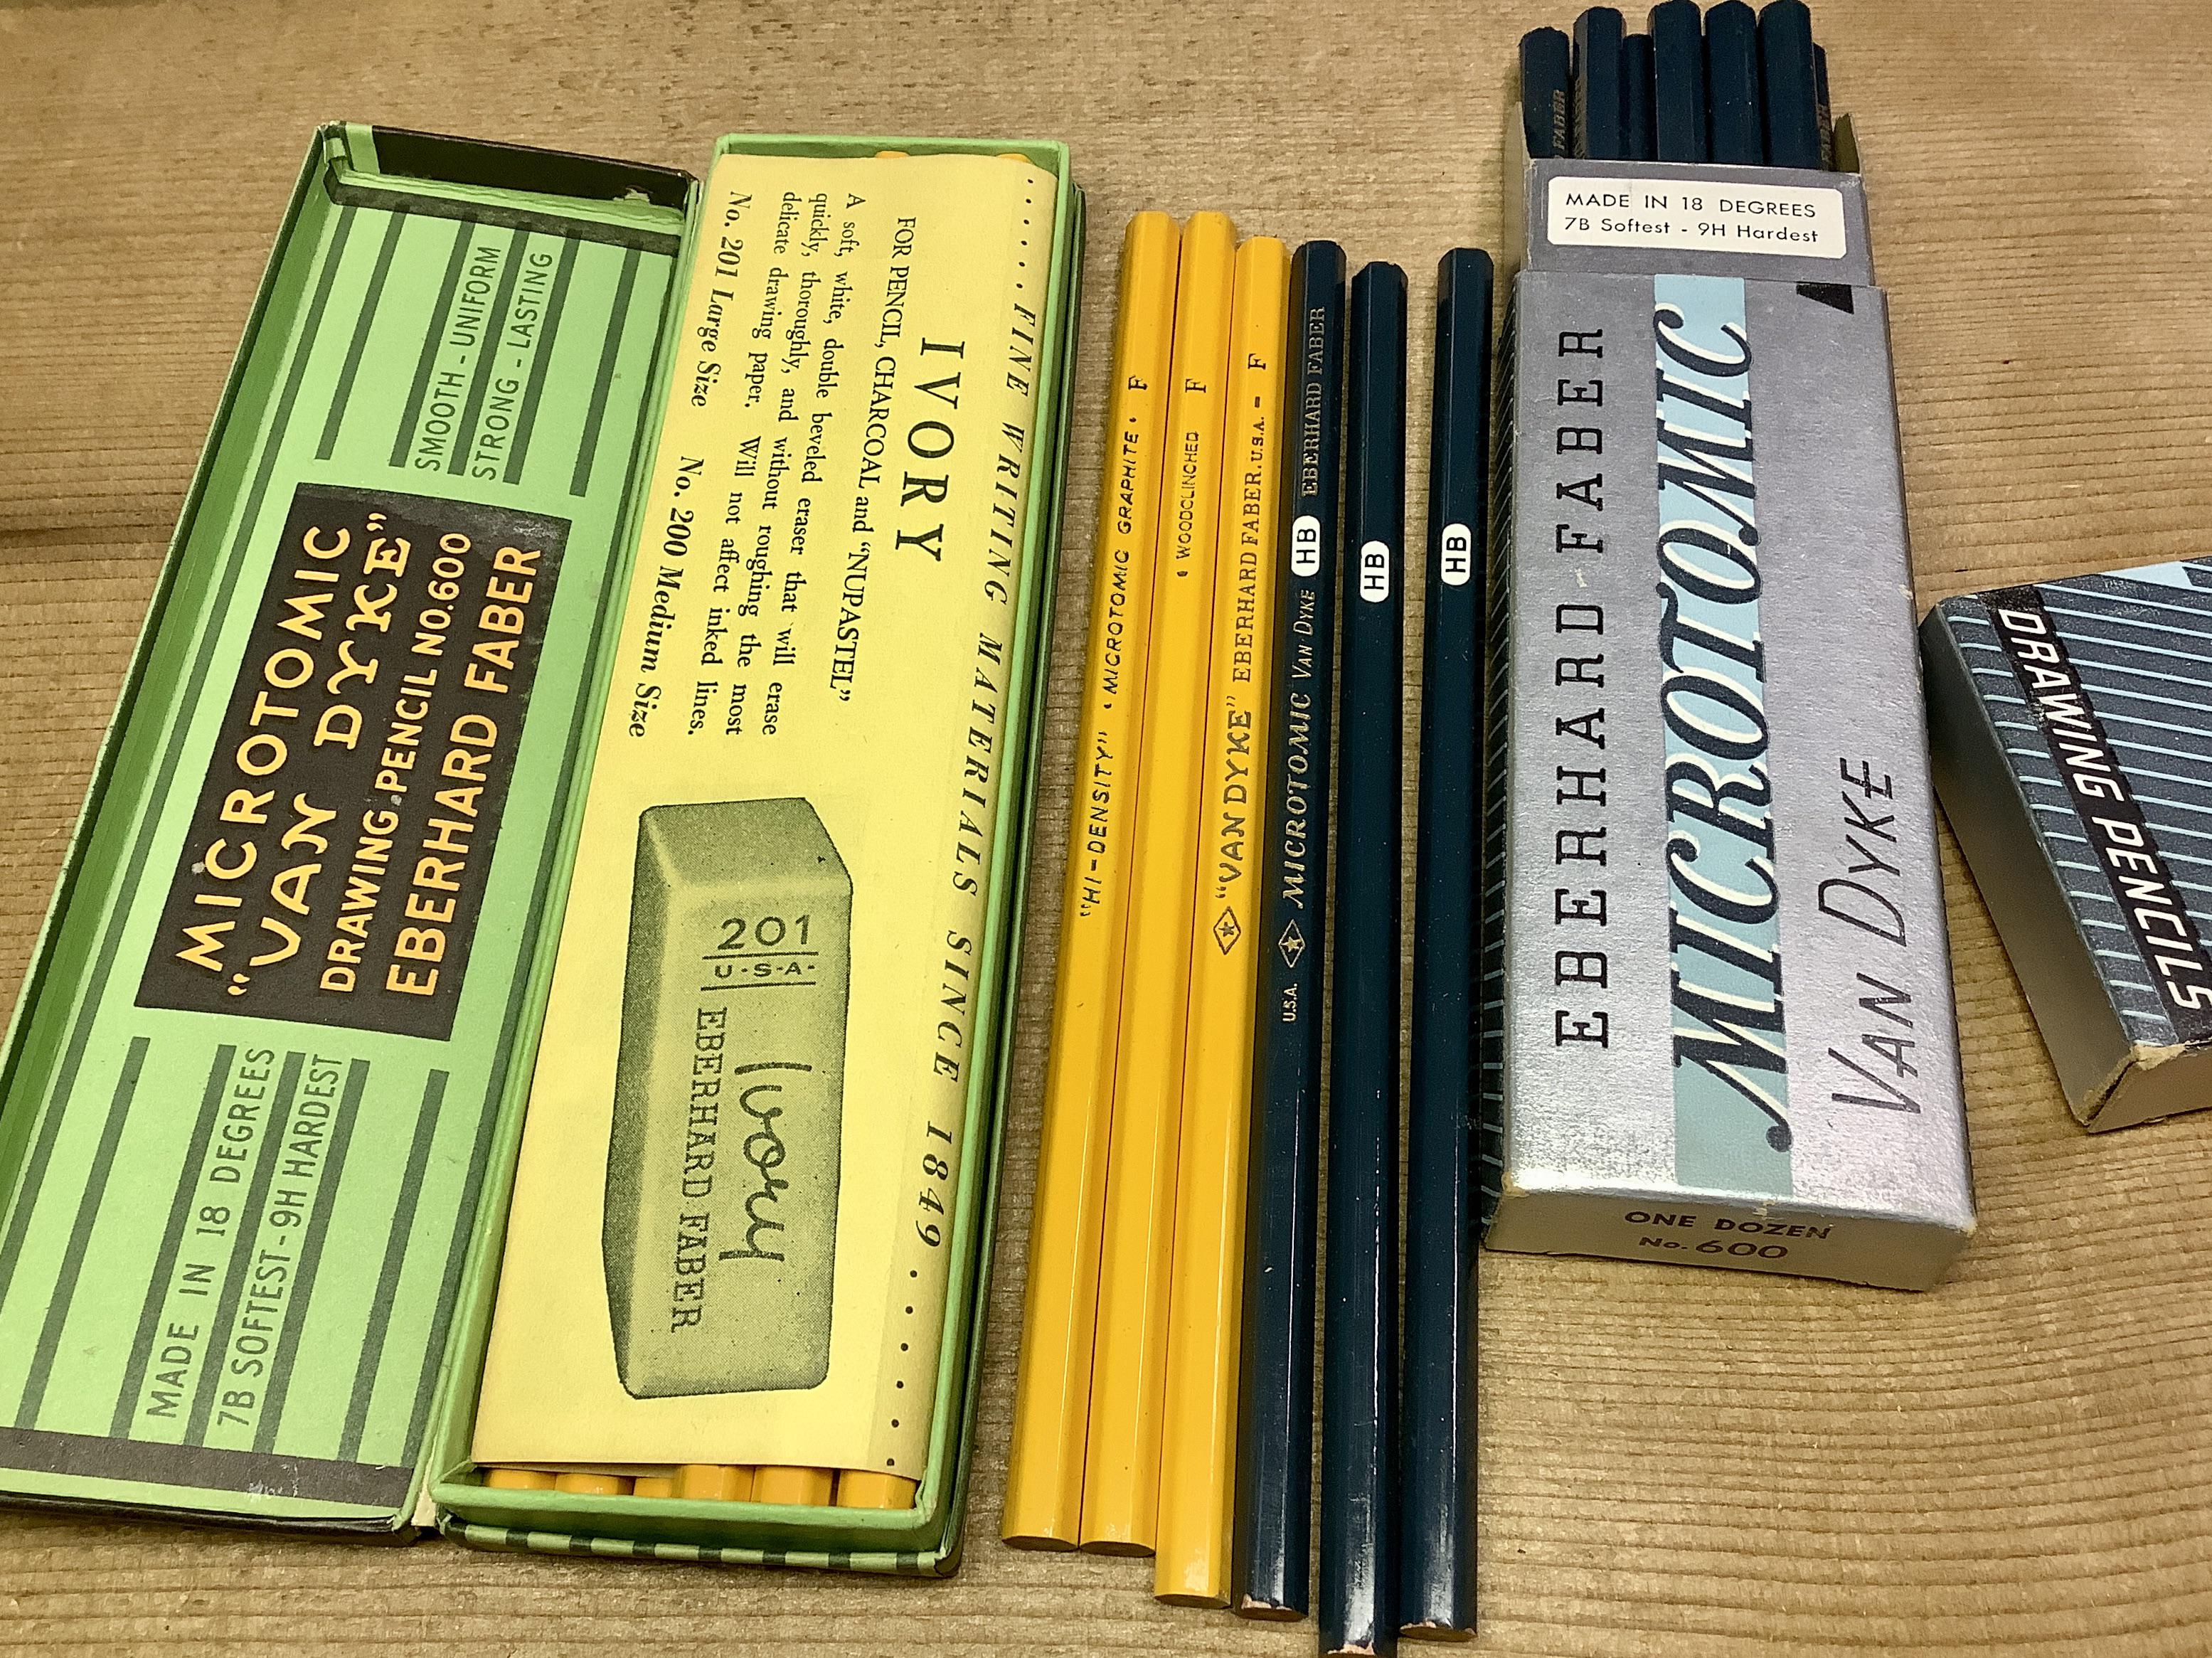 SMOOTH - UNIFORM
STRONG - LASTING
MICROTOMIC
"VAN DYKE"
DRAWING PENCIL NO.600
EBERHARD FABER
MADE IN 18 DEGREES
7B SOFTEST - 9H HARDEST
.....FINE WRITING MATERIALS SINCE 1849.....
IVORY
FOR PENCIL, CHARCOAL and "NUPASTEL"
A soft, white, double beveled eraser that will erase
quickly, thoroughly, and without roughing the most
delicate drawing paper. Will not affect inked lines.
No. 201 Large Size No. 200 Medium Size
201
U·S·A·
Ivory
EBERHARD FABER
"HI-DENSITY" · MICROTOMIC GRAPHITE · F
· WOODCLINCHED F
"VAN DYKE" EBERHARD FABER.U.S.A. - F
U.S.A. MICROTOMIC VAN DYKE HB EBERHARD FABER
HB
HB
FABER
MADE IN 18 DEGREES
7B Softest - 9H Hardest
EBERHARD FABER
MICROTOMIC
VAN DYKE
ONE DOZEN
No. 600
DRAWING PENCILS